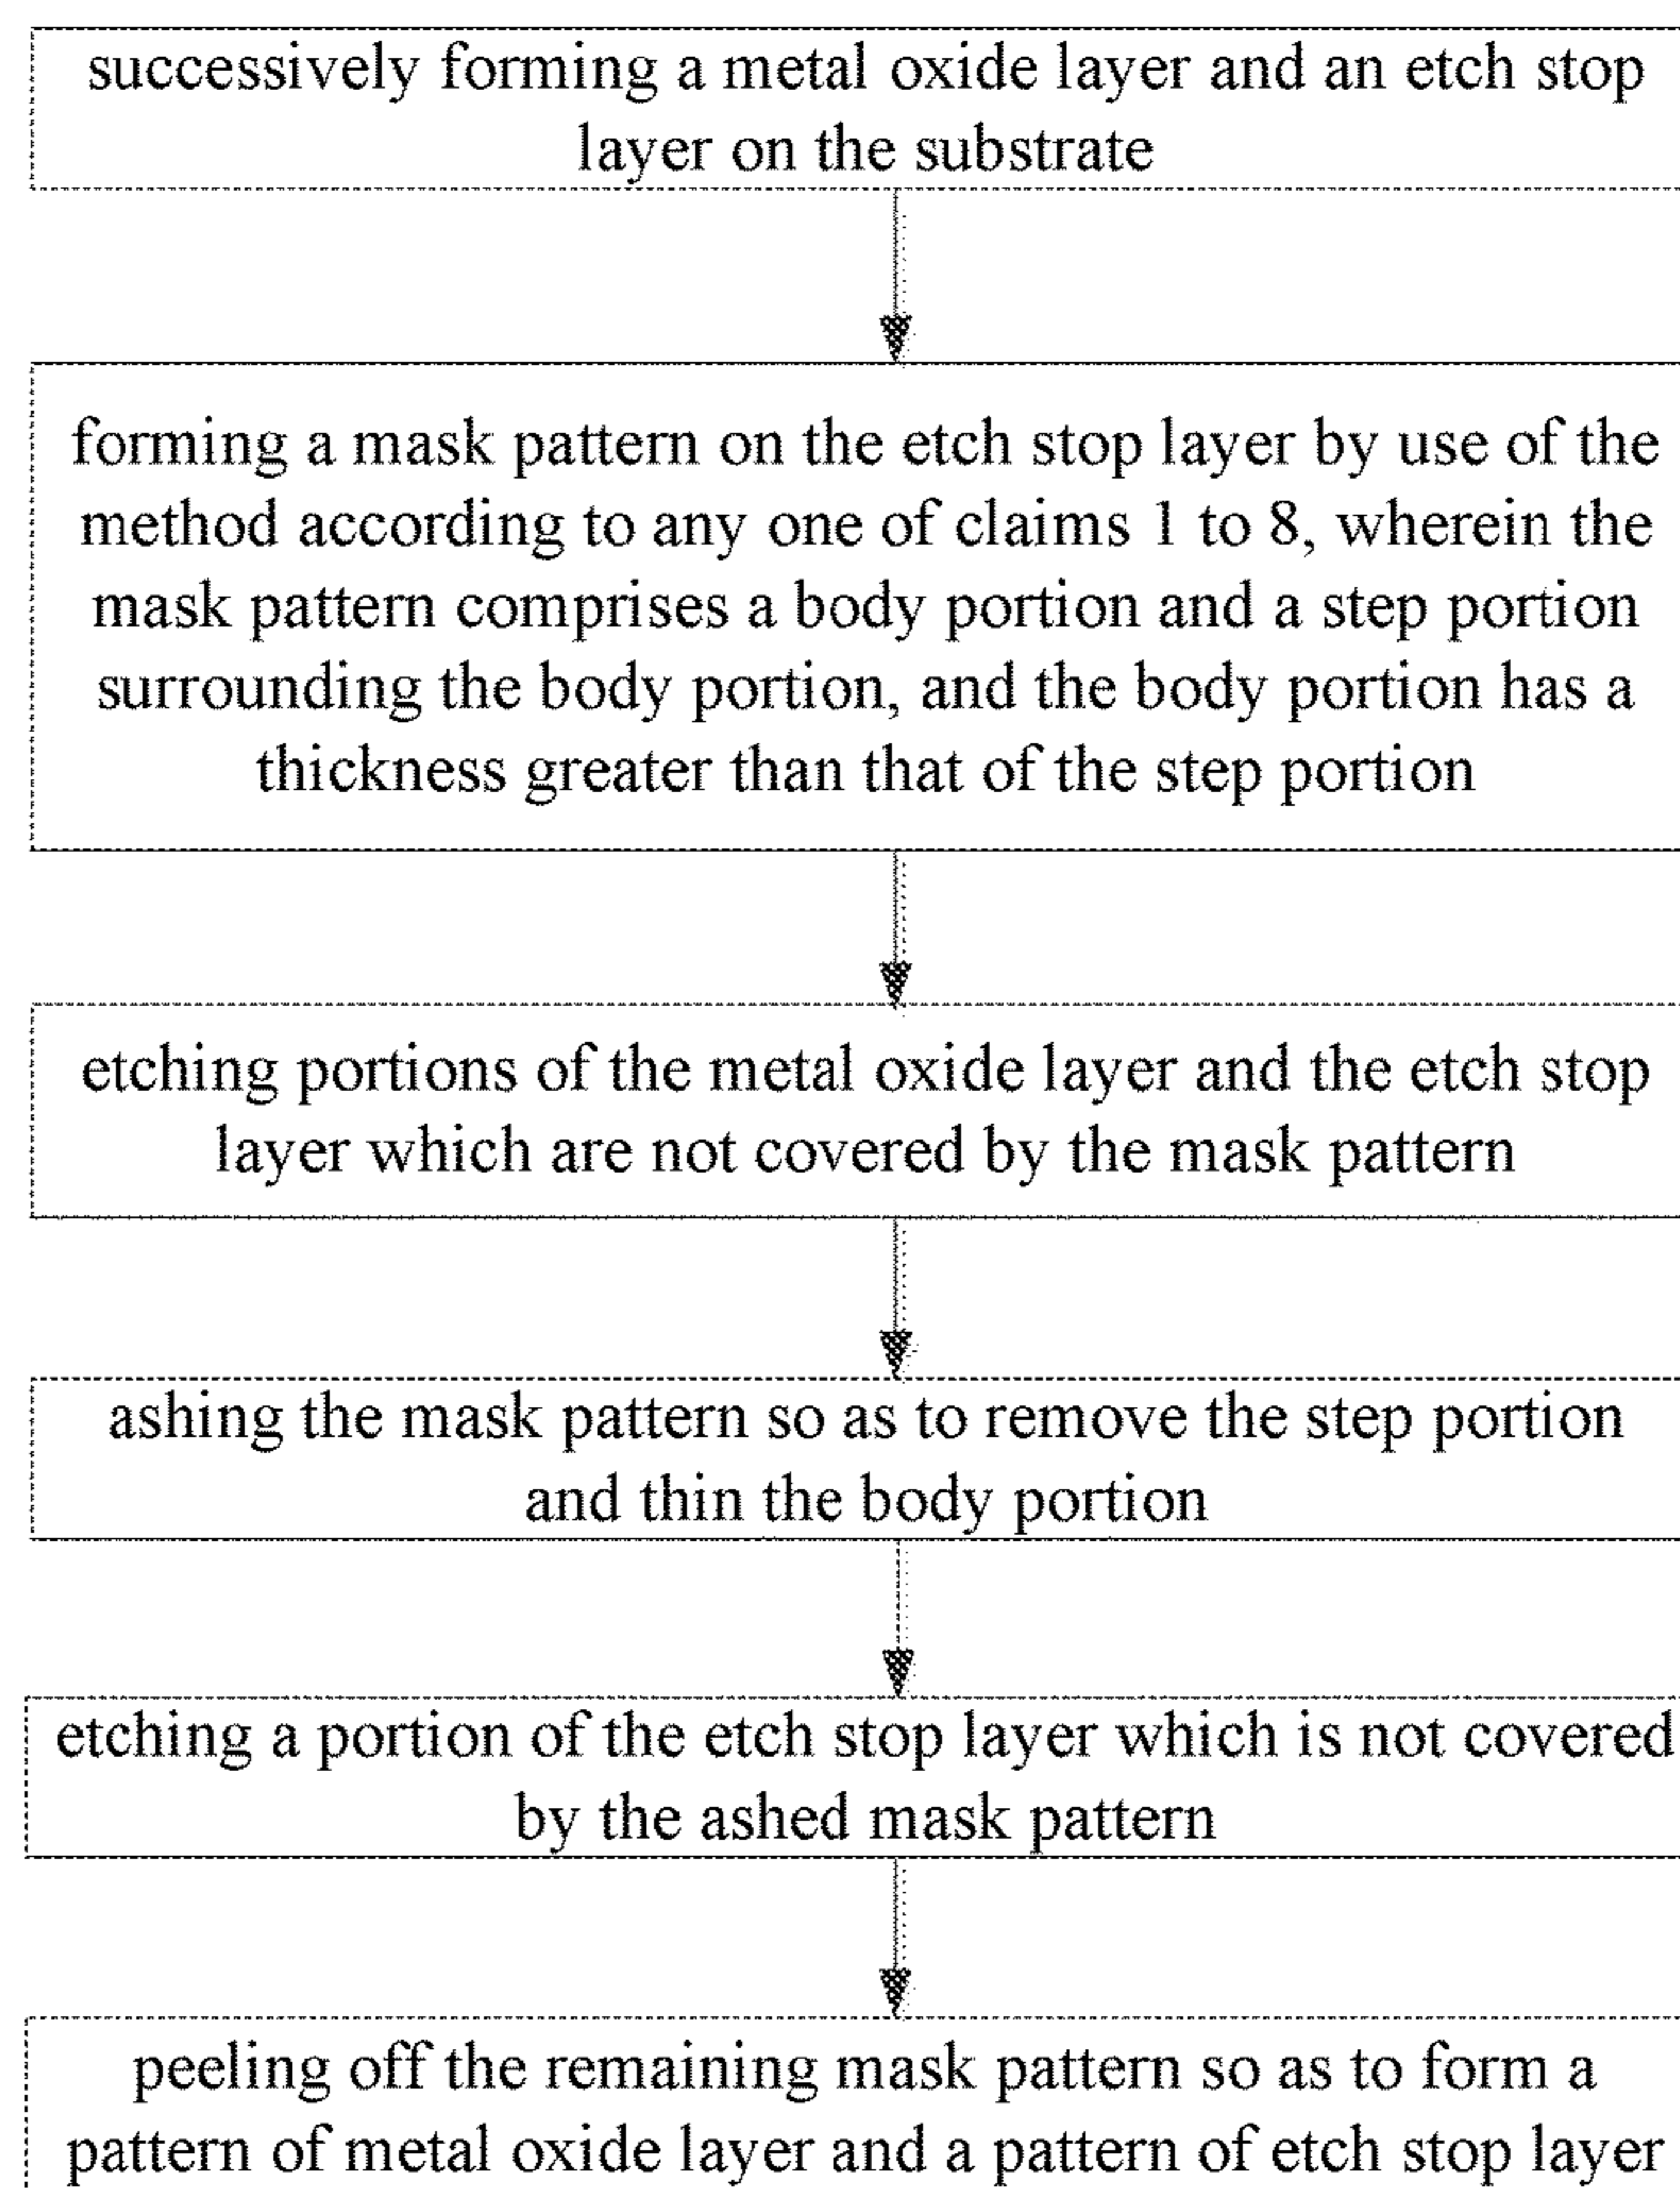 successively forming a metal oxide layer and an etch stop
layer on the substrate
forming a mask pattern on the etch stop layer by use of the
method according to any one of claims 1 to 8, wherein the
mask pattern comprises a body portion and a step portion
surrounding the body portion, and the body portion has a
thickness greater than that of the step portion
etching portions of the metal oxide layer and the etch stop
layer which are not covered by the mask pattern
ashing the mask pattern so as to remove the step portion
and thin the body portion
etching a portion of the etch stop layer which is not covered
by the ashed mask pattern
peeling off the remaining mask pattern so as to form a
pattern of metal oxide layer and a pattern of etch stop layer